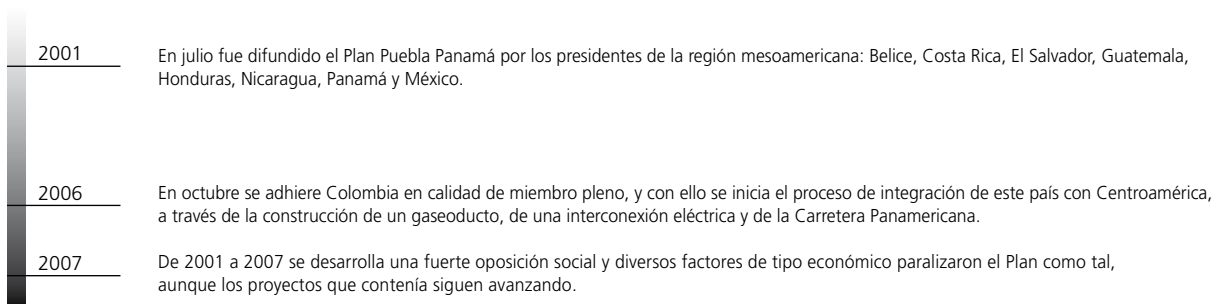 2001
En julio fue difundido el Plan Puebla Panamá por los presidentes de la región mesoamericana: Belice, Costa Rica, El Salvador, Guatemala,
Honduras, Nicaragua, Panamá y México.
2006
En octubre se adhiere Colombia en calidad de miembro pleno, y con ello se inicia el proceso de integración de este país con Centroamérica,
a través de la construcción de un gaseoducto, de una interconexión eléctrica y de la Carretera Panamericana.
2007
De 2001 a 2007 se desarrolla una fuerte oposición social y diversos factores de tipo económico paralizaron el Plan como tal,
aunque los proyectos que contenía siguen avanzando.